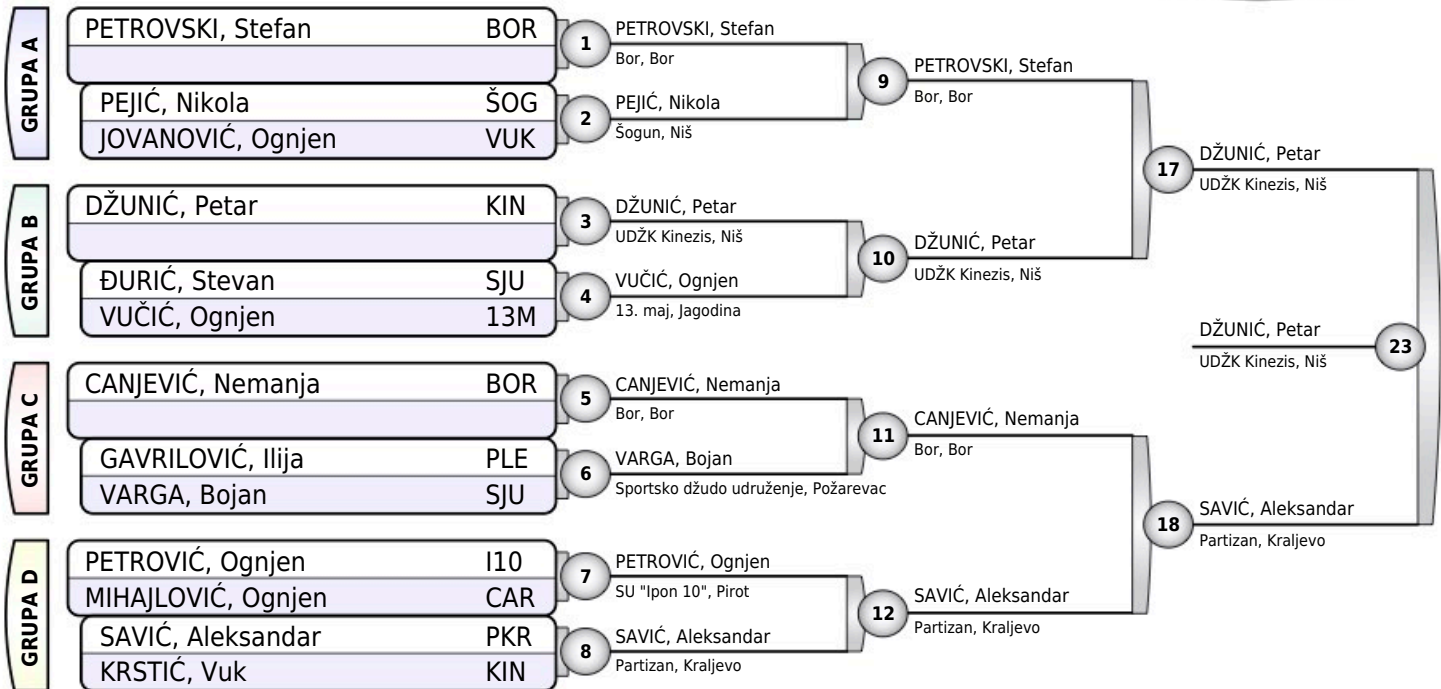 GRUPA A
PETROVSKI, Stefan BOR
PEJIĆ, Nikola ŠOG
JOVANOVIĆ, Ognjen VUK
GRUPA B
DŽUNIĆ, Petar KIN
ĐURIĆ, Stevan SJU
VUČIĆ, Ognjen 13M
GRUPA C
CANJEVIĆ, Nemanja BOR
GAVRILOVIĆ, Ilija PLE
VARGA, Bojan SJU
GRUPA D
PETROVIĆ, Ognjen I10
MIHAJLOVIĆ, Ognjen CAR
SAVIĆ, Aleksandar PKR
KRSTIĆ, Vuk KIN
1
PETROVSKI, Stefan
Bor, Bor
2
PEJIĆ, Nikola
Šogun, Niš
3
DŽUNIĆ, Petar
UDŽK Kinezis, Niš
4
VUČIĆ, Ognjen
13. maj, Jagodina
5
CANJEVIĆ, Nemanja
Bor, Bor
6
VARGA, Bojan
Sportsko džudo udruženje, Požarevac
7
PETROVIĆ, Ognjen
SU "Ipon 10", Pirot
8
SAVIĆ, Aleksandar
Partizan, Kraljevo
9
PETROVSKI, Stefan
Bor, Bor
10
DŽUNIĆ, Petar
UDŽK Kinezis, Niš
11
CANJEVIĆ, Nemanja
Bor, Bor
12
SAVIĆ, Aleksandar
Partizan, Kraljevo
17
DŽUNIĆ, Petar
UDŽK Kinezis, Niš
18
SAVIĆ, Aleksandar
Partizan, Kraljevo
DŽUNIĆ, Petar
UDŽK Kinezis, Niš
23